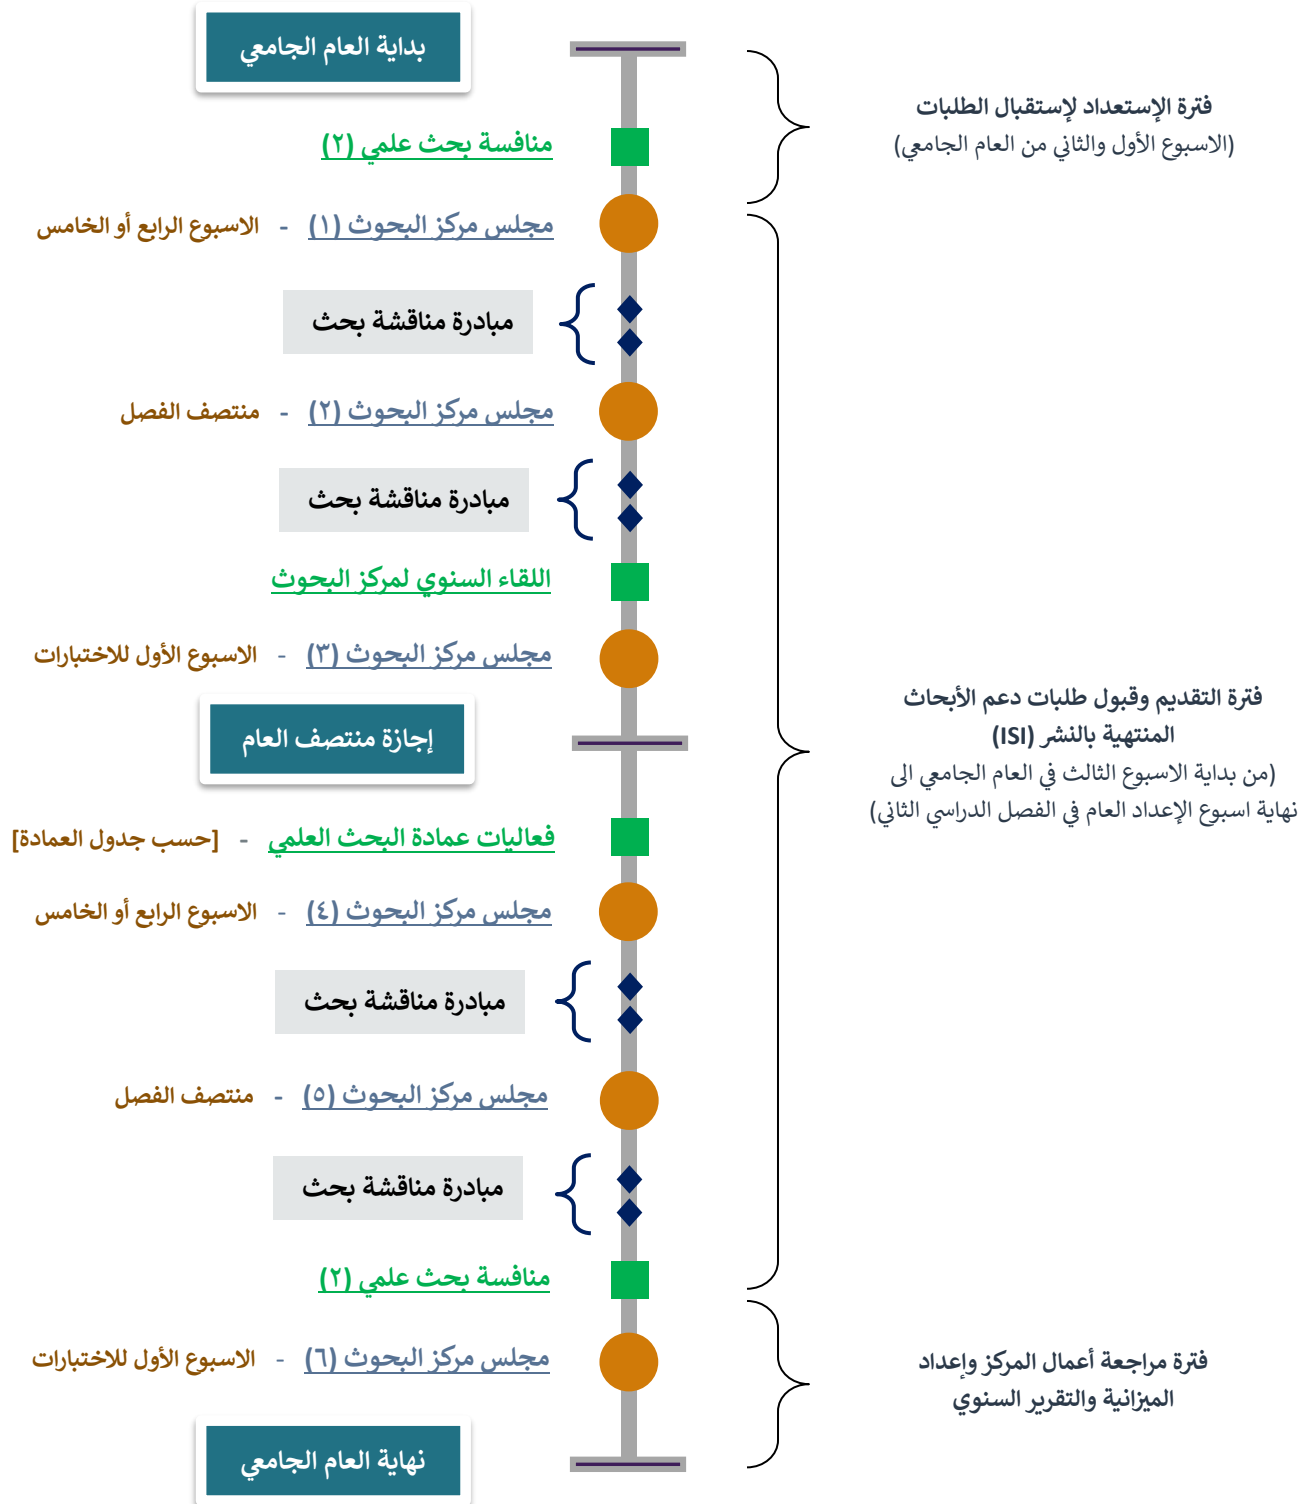 بداية العام الجامعي
فترة الإستعداد لإستقبال الطلبات
(الاسبوع الأول والثاني من العام الجامعي)
منافسة بحث علمي (٢)
مجلس مركز البحوث (١) - الاسبوع الرابع أو الخامس
مبادرة مناقشة بحث
مجلس مركز البحوث (٢) - منتصف الفصل
مبادرة مناقشة بحث
اللقاء السنوي لمركز البحوث
مجلس مركز البحوث (٣) - الاسبوع الأول للاختبارات
فترة التقديم وقبول طلبات دعم الأبحاث
المنتهية بالنشر (ISI)
(من بداية الاسبوع الثالث في العام الجامعي الى
نهاية اسبوع الإعداد العام في الفصل الدراسي الثاني)
إجازة منتصف العام
فعاليات عمادة البحث العلمي - [حسب جدول العمادة]
مجلس مركز البحوث (٤) - الاسبوع الرابع أو الخامس
مبادرة مناقشة بحث
مجلس مركز البحوث (٥) - منتصف الفصل
مبادرة مناقشة بحث
منافسة بحث علمي (٢)
مجلس مركز البحوث (٦) - الاسبوع الأول للاختبارات
فترة مراجعة أعمال المركز وإعداد
الميزانية والتقرير السنوي
نهاية العام الجامعي